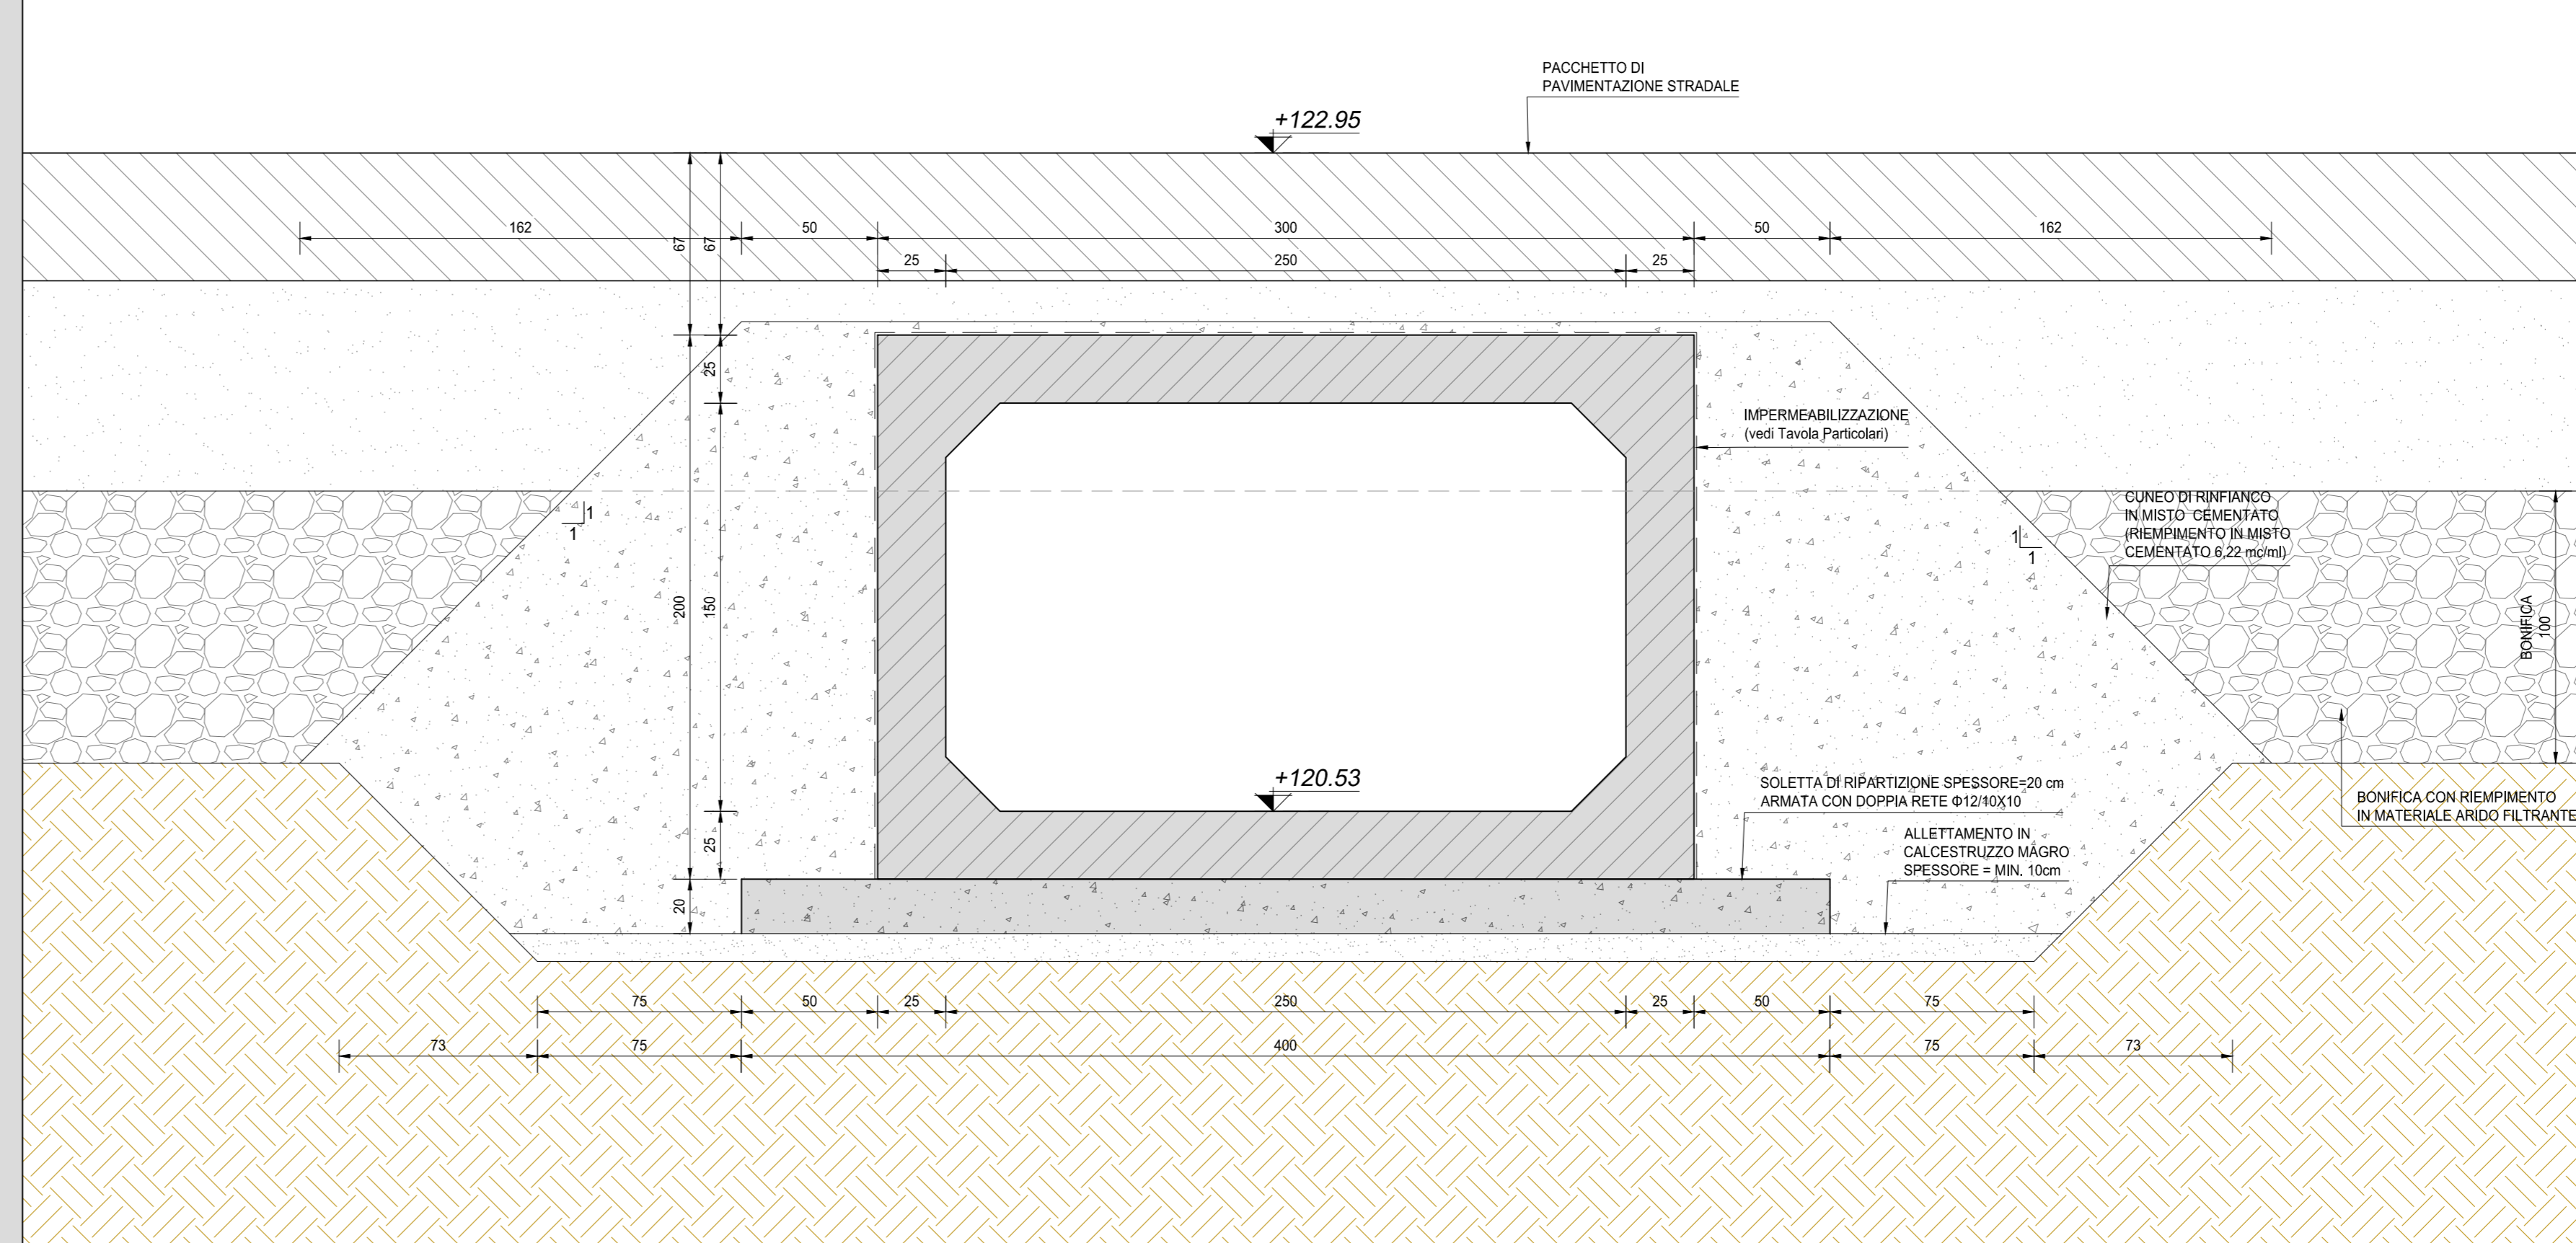 PACCHETTO DI
PAVIMENTAZIONE STRADALE
+122.95
162
50
300
50
162
67
67
25
250
25
25
IMPERMEABILIZZAZIONE
(vedi Tavola Particolari)
CUNEO DI RINFIANCO
IN MISTO CEMENTATO
(RIEMPIMENTO IN MISTO
CEMENTATO 6,22 mc/ml)
1
1
1
1
200
150
BONIFICA
100
+120.53
SOLETTA DI RIPARTIZIONE SPESSORE=20 cm
ARMATA CON DOPPIA RETE Φ12/10X10
BONIFICA CON RIEMPIMENTO
IN MATERIALE ARIDO FILTRANTE
ALLETTAMENTO IN
CALCESTRUZZO MAGRO
SPESSORE = MIN. 10cm
25
20
75
50
25
250
25
50
75
73
75
400
75
73